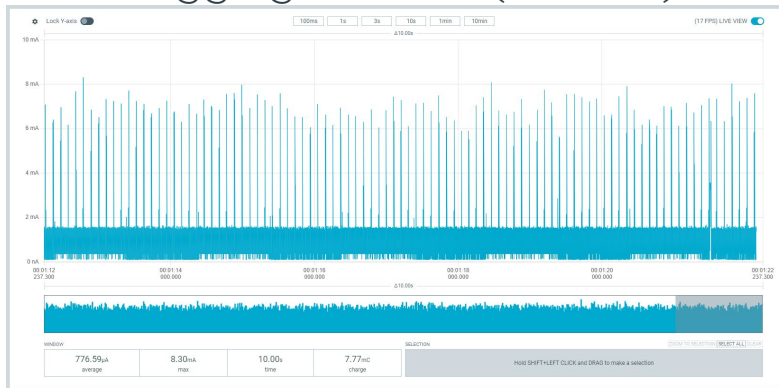 Lock Y-axis 100ms 1s 3s 10s 1min 10min (17 FPS) LIVE VIEW
Δ10.00s
10 mA
8 mA
6 mA
4 mA
2 mA
0 nA
00:01:12 00:01:14 00:01:16 00:01:18 00:01:20 00:01:22
237.300 000.000 000.000 000.000 000.000 237.300
Δ10.00s
WINDOW SELECTION ZOOM TO SELECTION SELECT ALL CLEAR
776.59μA 8.30mA 10.00s 7.77mC
average max time charge
Hold SHIFT+LEFT CLICK and DRAG to make a selection